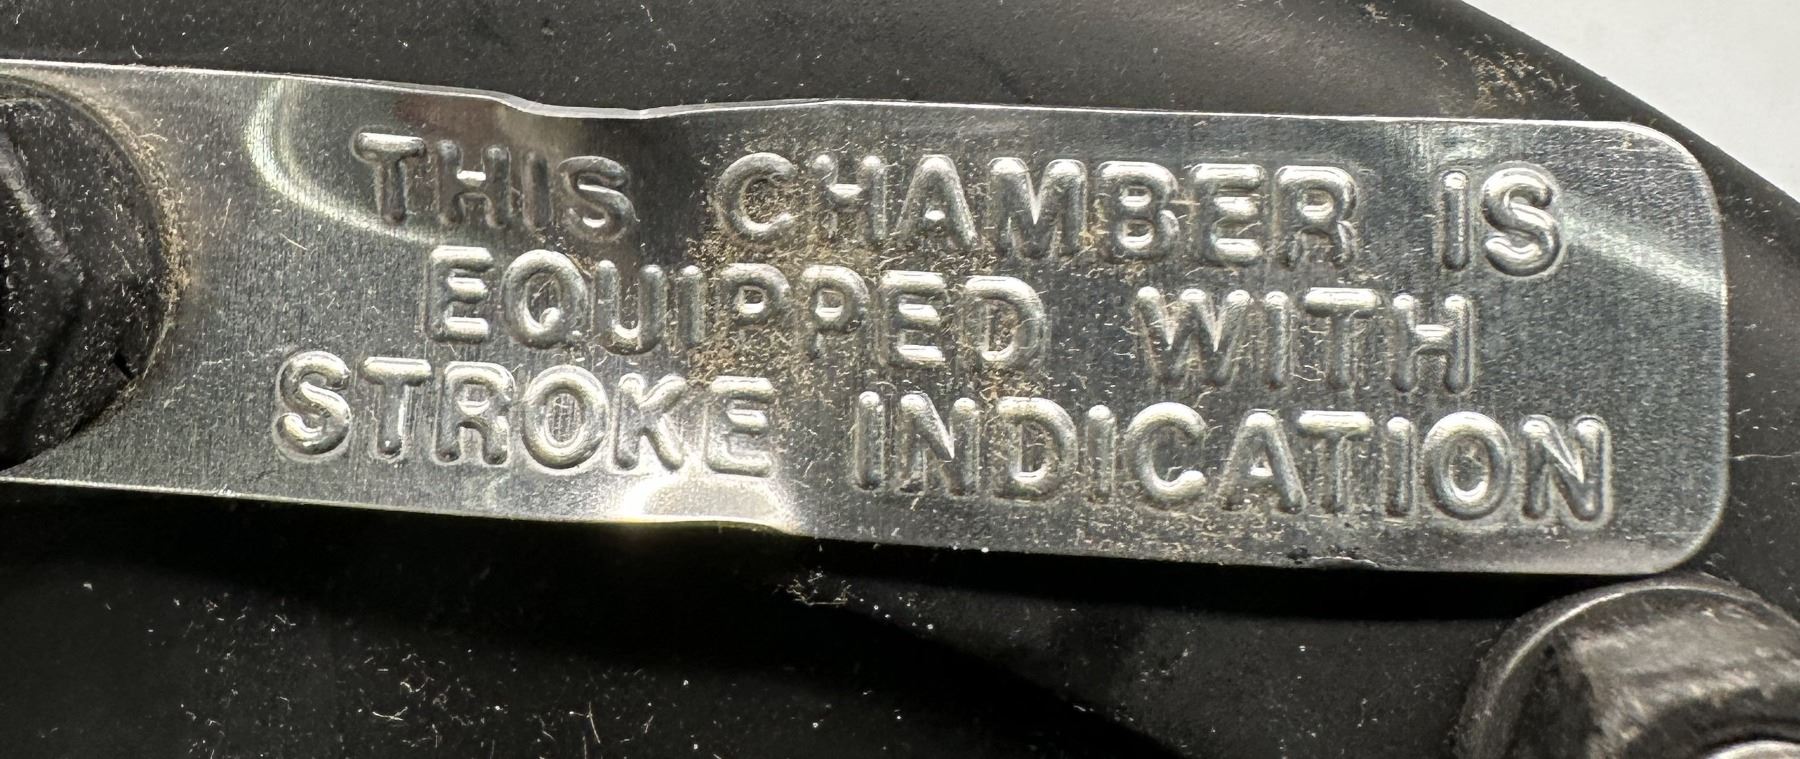 THIS CHAMBER IS
EQUIPPED WITH
STROKE INDICATION